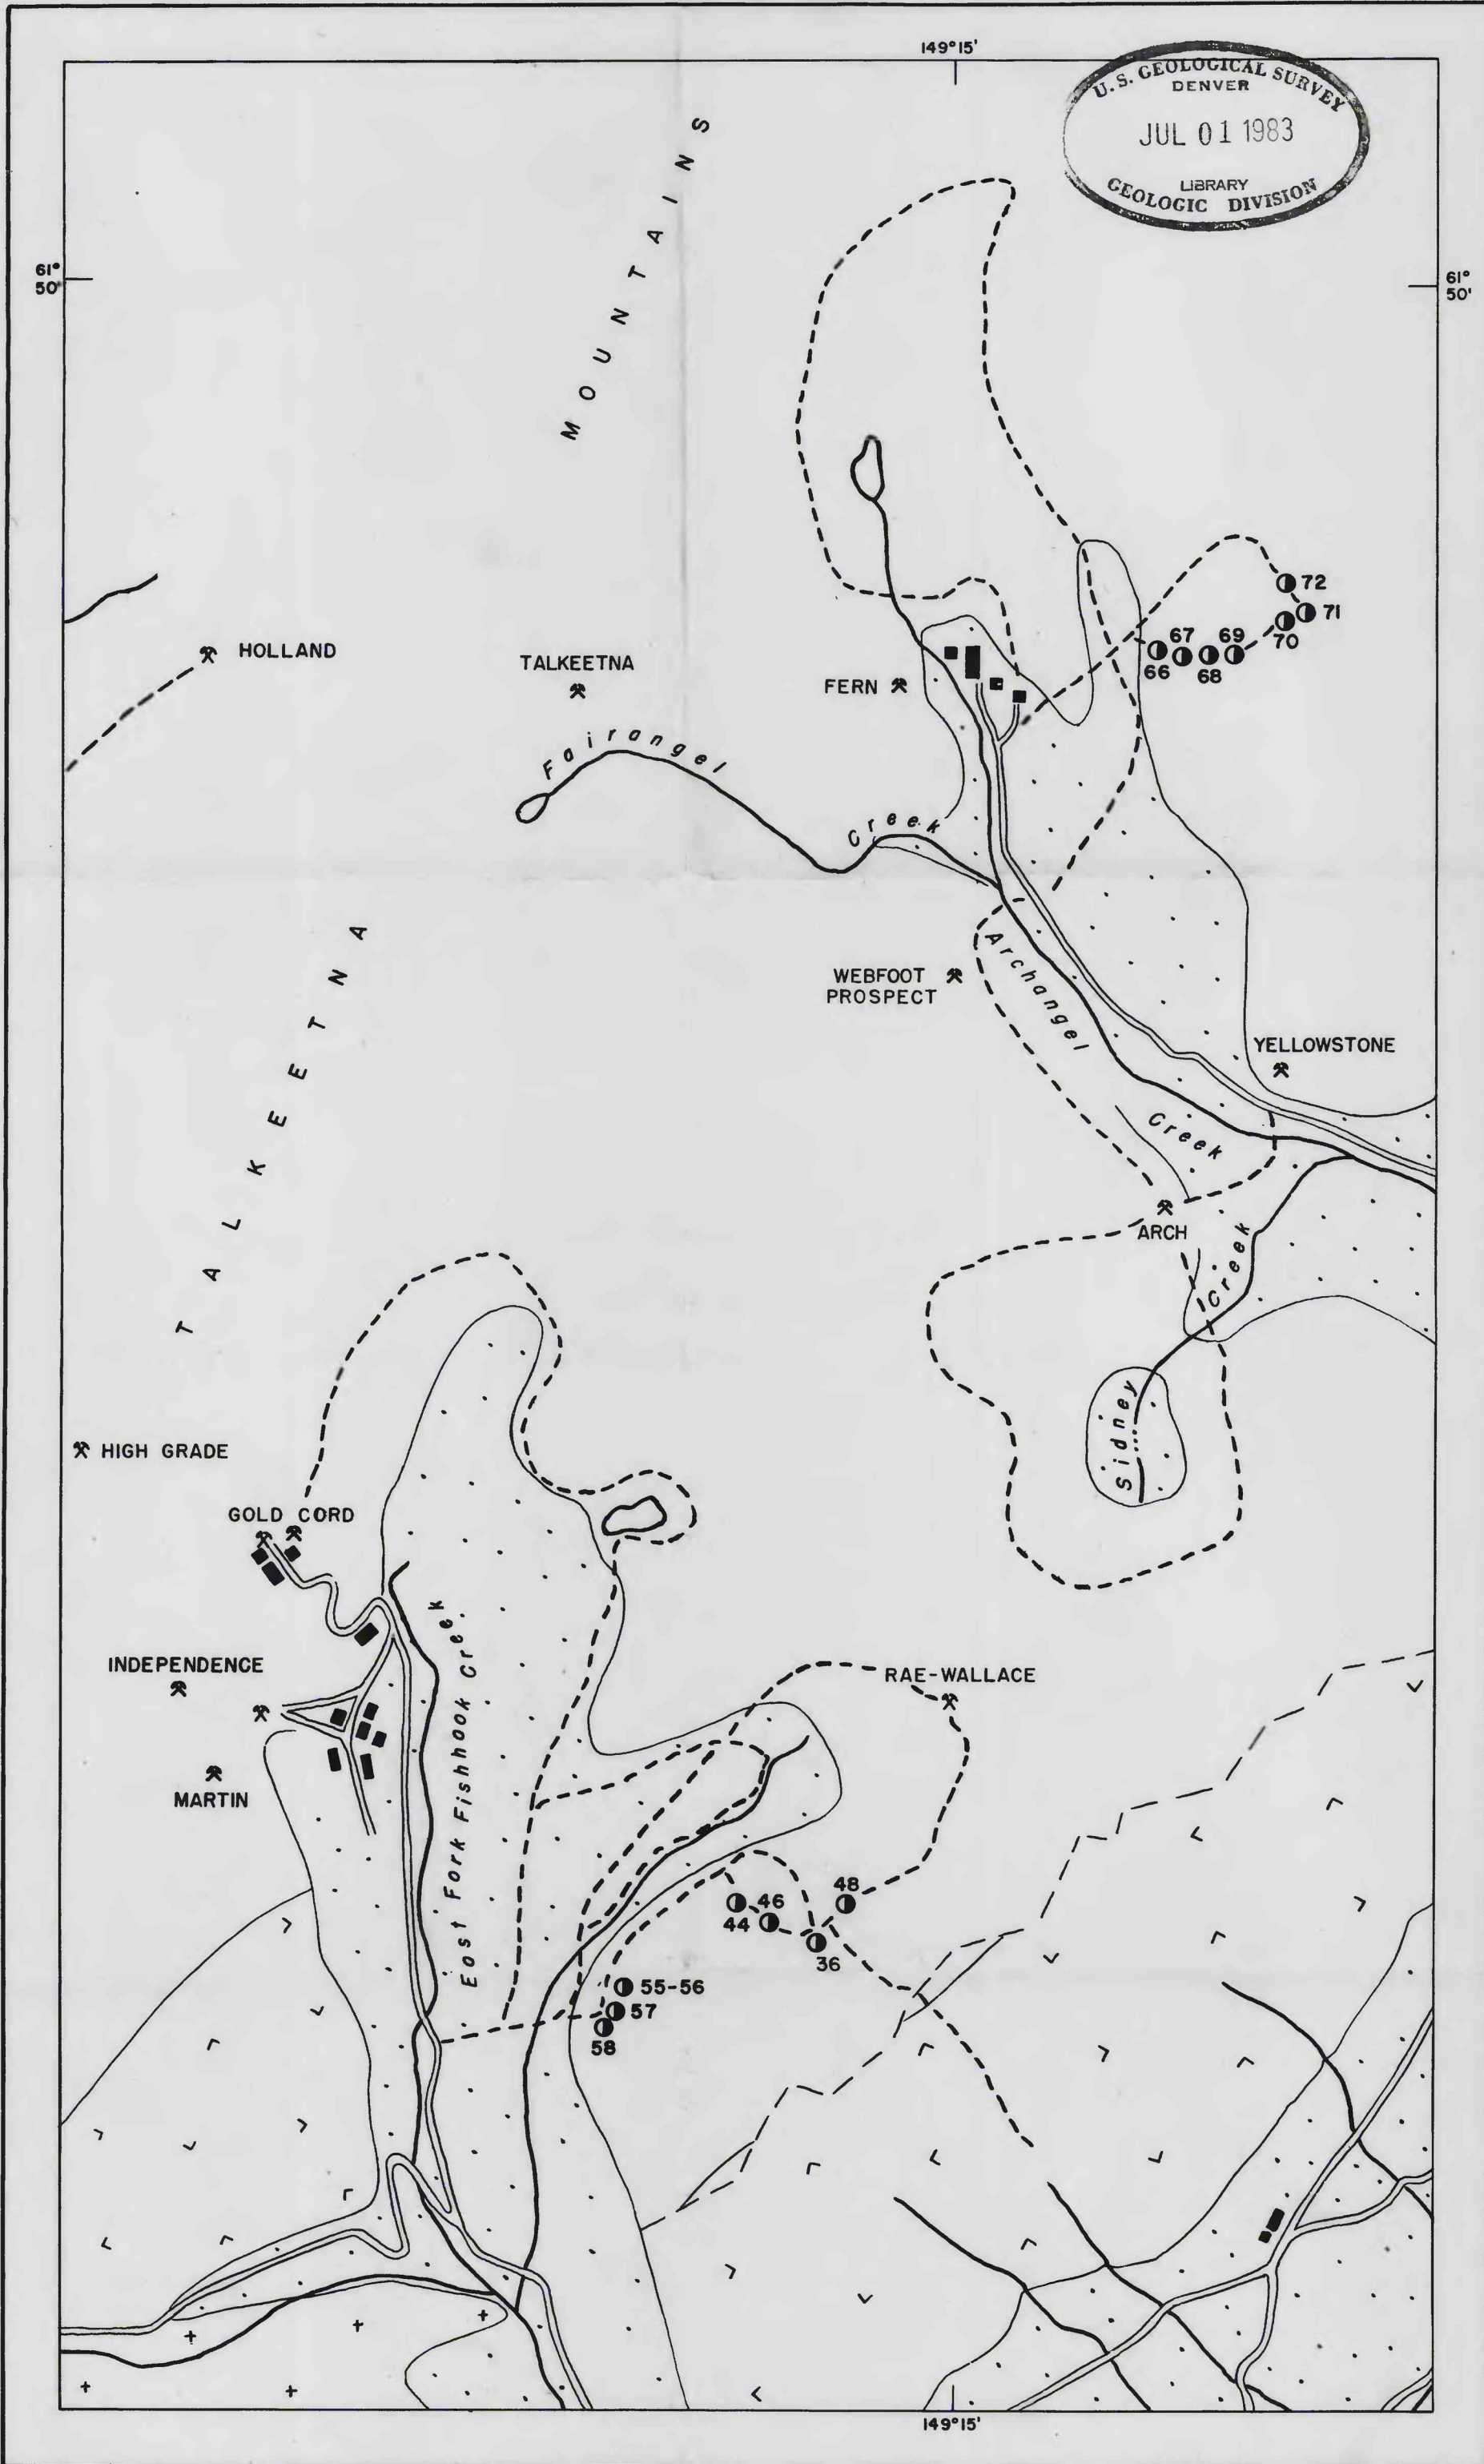 149°15'
U.S. GEOLOGICAL SURVEY
DENVER
JUL 01 1983
LIBRARY
GEOLOGIC DIVISION
61°
50'
61°
50'
TALKEETNA MOUNTAINS
72
71
70
67
69
66
68
HOLLAND
TALKEETNA
FERN
Fairangel Creek
WEBFOOT
PROSPECT
Archangel Creek
YELLOWSTONE
ARCH
Sidney Creek
HIGH GRADE
GOLD CORD
INDEPENDENCE
RAE-WALLACE
MARTIN
East Fork Fishhook Creek
48
46
44
36
55-56
57
58
149°15'